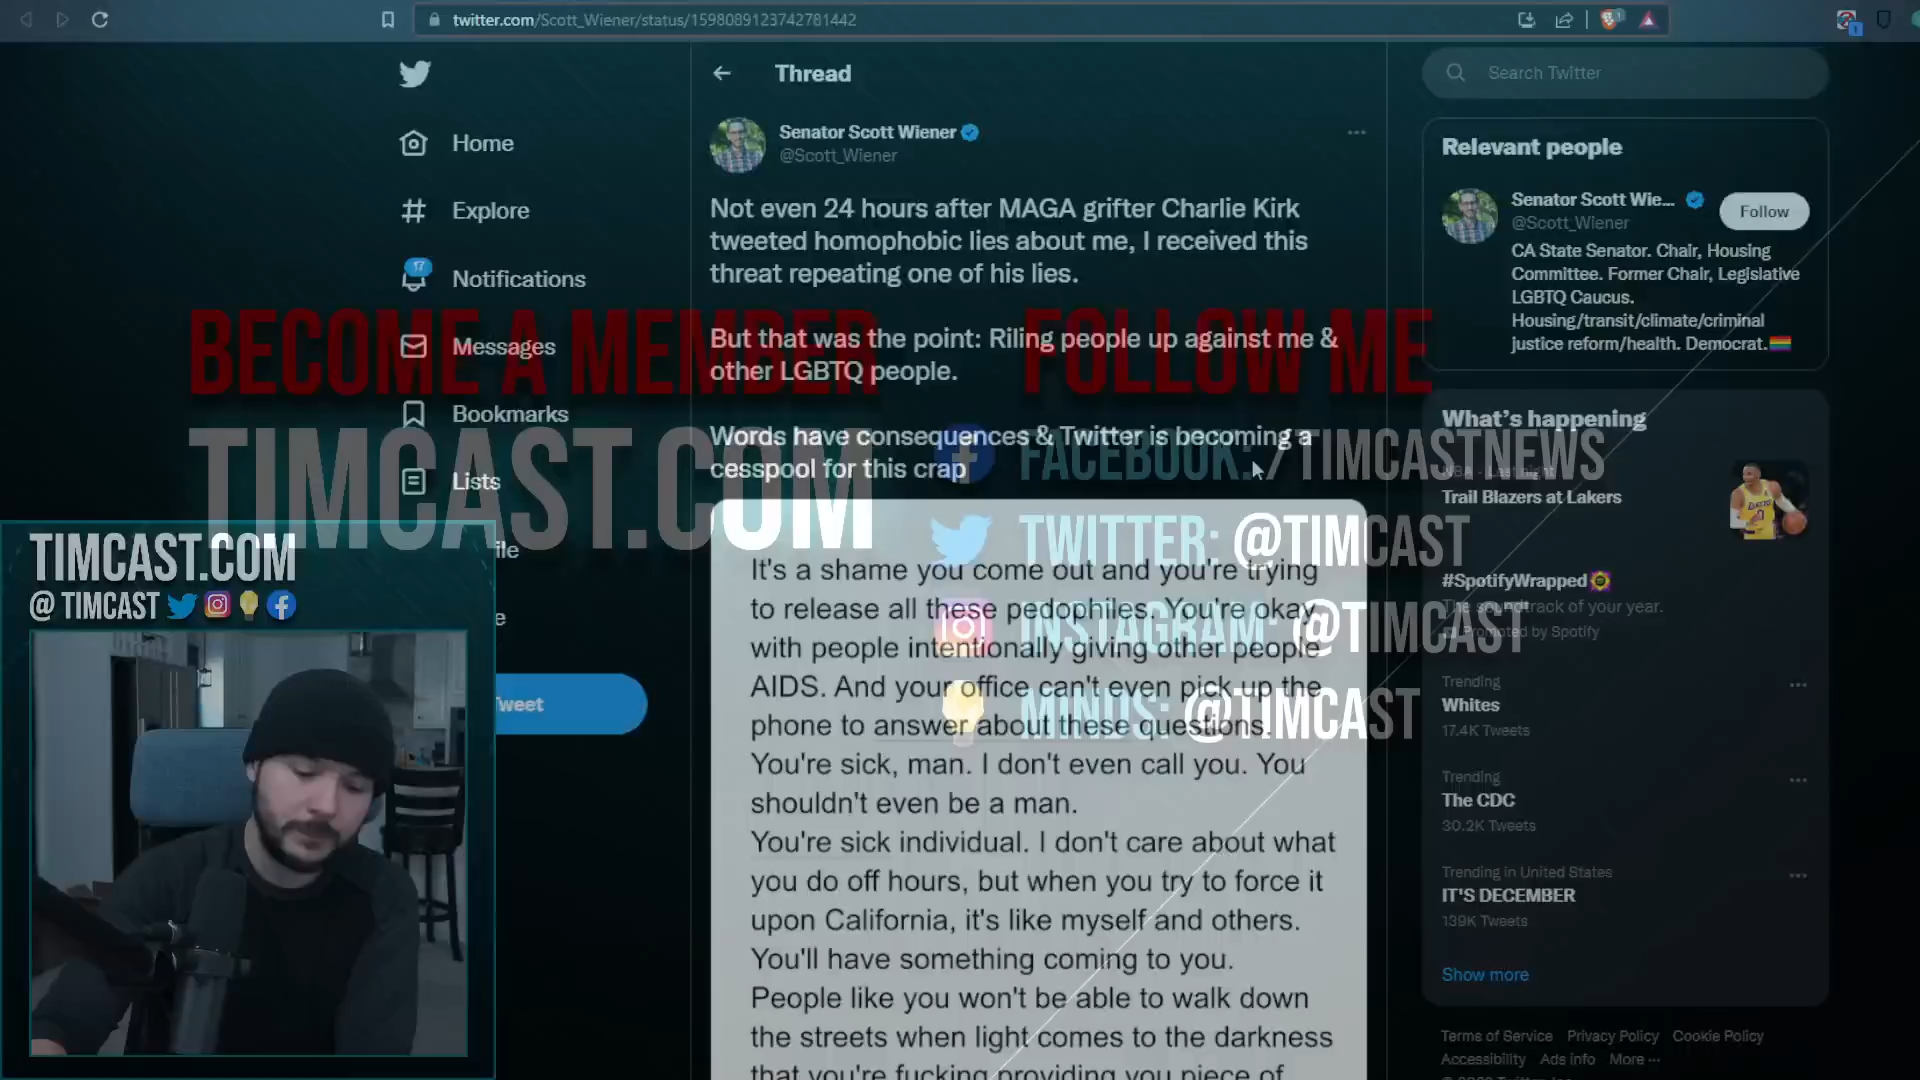 twitter.com/Scott_Wiener/status/1598089123742781442
Home
Explore
17
Notifications
Messages
Bookmarks
Lists
ile
e
weet
Thread
Senator Scott Wiener
@Scott_Wiener
Not even 24 hours after MAGA grifter Charlie Kirk
tweeted homophobic lies about me, I received this
threat repeating one of his lies.
But that was the point: Riling people up against me &
other LGBTQ people.
Words have consequences & Twitter is becoming a
cesspool for this crap
It's a shame you come out and you're trying
to release all these pedophiles. You're okay
with people intentionally giving other people
AIDS. And your office can't even pick up the
phone to answer about these questions.
You're sick, man. I don't even call you. You
shouldn't even be a man.
You're sick individual. I don't care about what
you do off hours, but when you try to force it
upon California, it's like myself and others.
You'll have something coming to you.
People like you won't be able to walk down
the streets when light comes to the darkness
that you're fucking providing you piece of
BECOME A MEMBER
TIMCAST.COM
FOLLOW ME
FACEBOOK: /TIMCASTNEWS
TWITTER: @TIMCAST
INSTAGRAM: @TIMCAST
MINDS: @TIMCAST
TIMCAST.COM
@ TIMCAST
Search Twitter
Relevant people
Senator Scott Wie...
@Scott_Wiener
Follow
CA State Senator. Chair, Housing
Committee. Former Chair, Legislative
LGBTQ Caucus.
Housing/transit/climate/criminal
justice reform/health. Democrat.
What's happening
NBA · Last night
Trail Blazers at Lakers
#SpotifyWrapped
The soundtrack of your year.
Promoted by Spotify
Trending
Whites
17.4K Tweets
Trending
The CDC
30.2K Tweets
Trending in United States
IT'S DECEMBER
139K Tweets
Show more
Terms of Service Privacy Policy Cookie Policy
Accessibility Ads info More ···